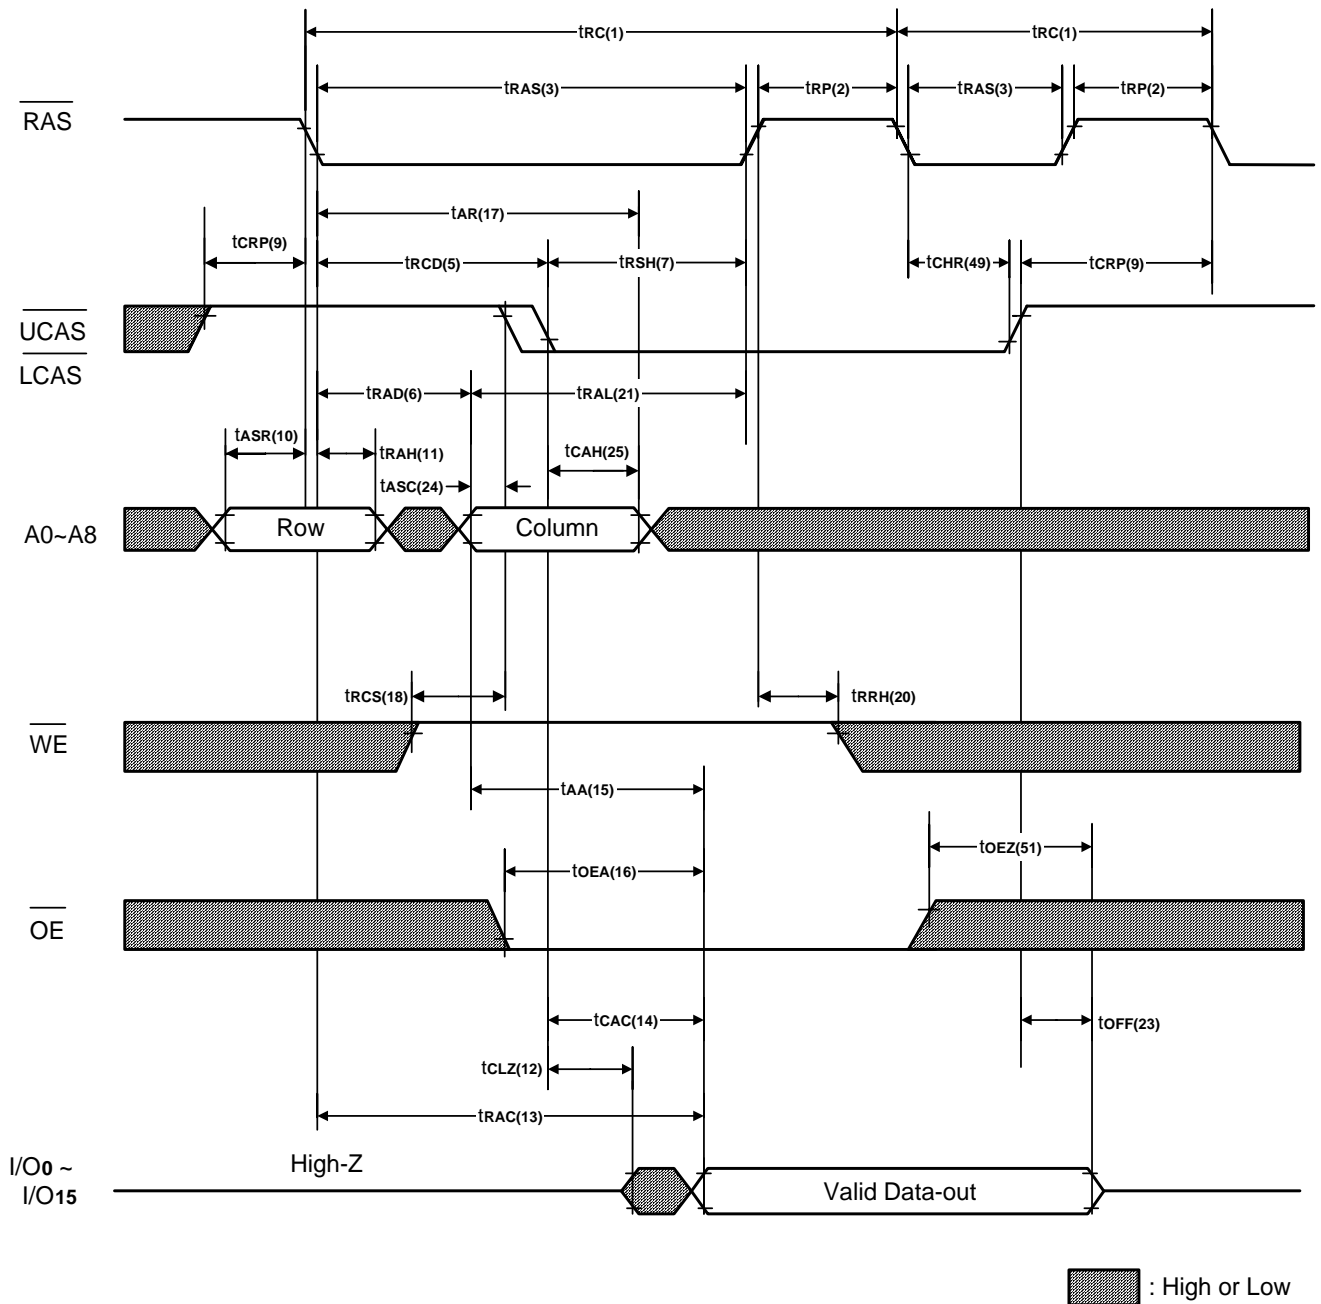 tRC(1) tRC(1)
tRAS(3) tRP(2) tRAS(3) tRP(2)
RAS
tAR(17)
tCRP(9) tRCD(5) tRSH(7) tCHR(49) tCRP(9)
UCAS
LCAS
tRAD(6) tRAL(21)
tASR(10) tRAH(11) tCAH(25)
tASC(24)
A0~A8 Row Column
tRCS(18) tRRH(20)
WE
tAA(15)
tOEZ(51)
tOEA(16)
OE
tCAC(14) tOFF(23)
tCLZ(12)
tRAC(13)
I/O0 ~ High-Z
I/O15 Valid Data-out
: High or Low